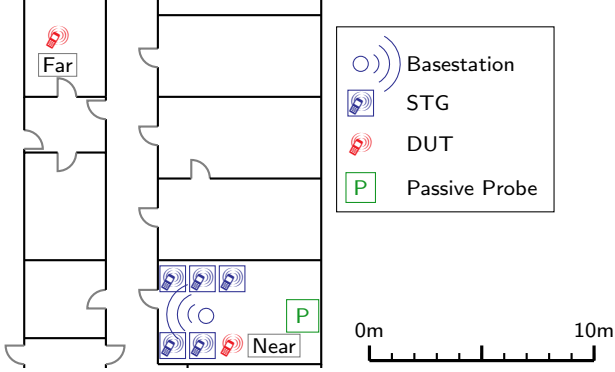 Far
Basestation
STG
DUT
P Passive Probe
P
Near
0m 10m